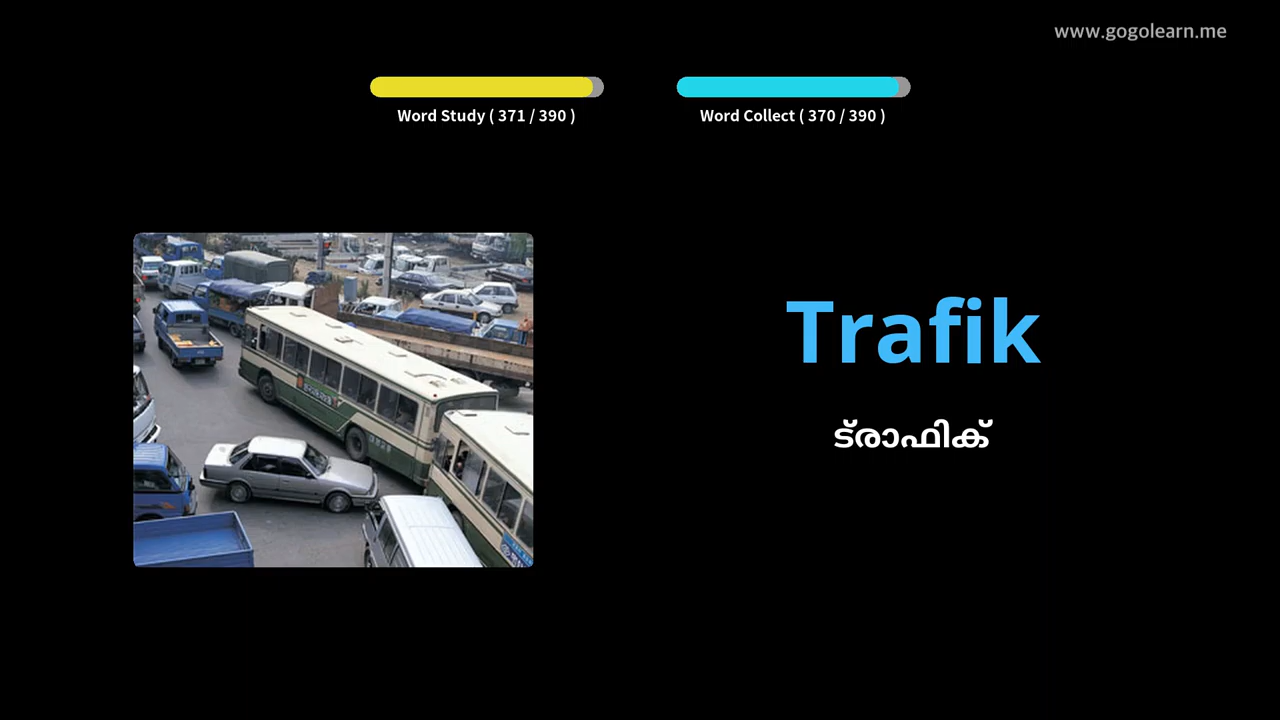 www.gogolearn.me
Word Study ( 371 / 390 )
Word Collect ( 370 / 390 )
Trafik
ട്രാഫിക്